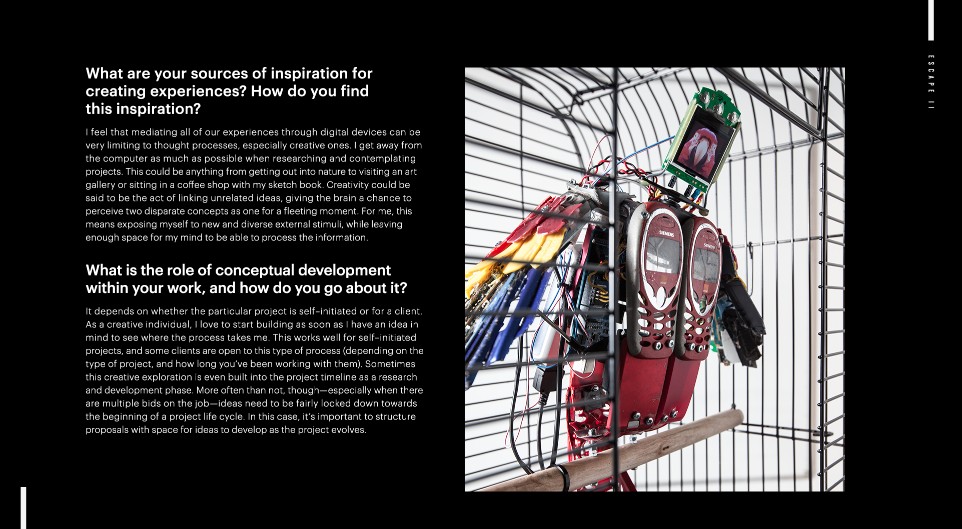 What are your sources of inspiration for
creating experiences? How do you find
this inspiration?
I feel that mediating all of our experiences through digital devices can be
very limiting to thought processes, especially creative ones. I get away from
the computer as much as possible when researching and contemplating
projects. This could be anything from getting out into nature to visiting an art
gallery or sitting in a coffee shop with my sketch book. Creativity could be
said to be the act of linking unrelated ideas, giving the brain a chance to
perceive two disparate concepts as one for a fleeting moment. For me, this
means exposing myself to new and diverse external stimuli, while leaving
enough space for my mind to be able to process the information.
What is the role of conceptual development
within your work, and how do you go about it?
It depends on whether the particular project is self-initiated or for a client.
As a creative individual, I love to start building as soon as I have an idea in
mind to see where the process takes me. This works well for self-initiated
projects, and some clients are open to this type of process (depending on the
type of project, and how long you've been working with them). Sometimes
this creative exploration is even built into the project timeline as a research
and development phase. More often than not, though—especially when there
are multiple bids on the job—ideas need to be fairly locked down towards
the beginning of a project life cycle. In this case, it's important to structure
proposals with space for ideas to develop as the project evolves.
SIEMENS
SIEMENS
ESCAPE II